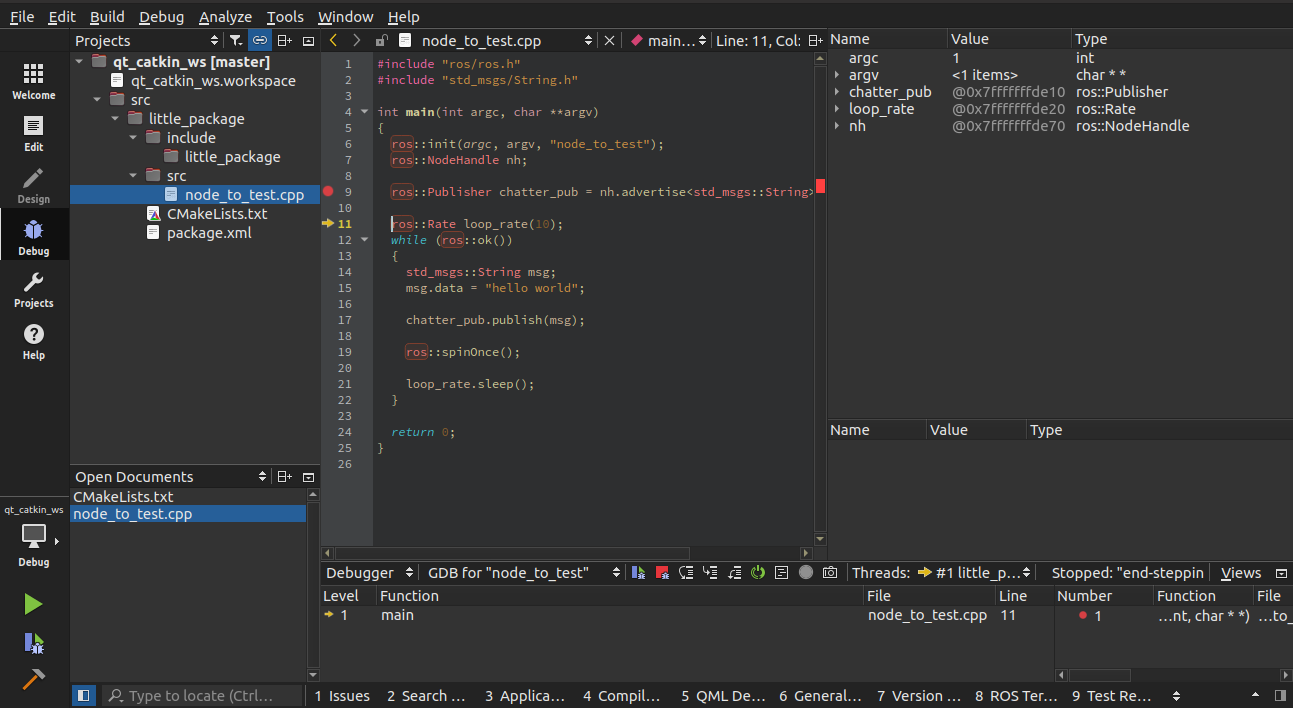 File Edit Build Debug Analyze Tools Window Help
Projects
node_to_test.cpp
main...
Line: 11, Col:
Welcome
Edit
Design
Debug
Projects
Help
qt_catkin_ws [master]
qt_catkin_ws.workspace
src
little_package
include
little_package
src
node_to_test.cpp
CMakeLists.txt
package.xml
1 #include "ros/ros.h"
2 #include "std_msgs/String.h"
3
4 int main(int argc, char **argv)
5 {
6 ros::init(argc, argv, "node_to_test");
7 ros::NodeHandle nh;
8
9 ros::Publisher chatter_pub = nh.advertise<std_msgs::String>
10
11 ros::Rate loop_rate(10);
12 while (ros::ok())
13 {
14 std_msgs::String msg;
15 msg.data = "hello world";
16
17 chatter_pub.publish(msg);
18
19 ros::spinOnce();
20
21 loop_rate.sleep();
22 }
23
24 return 0;
25 }
26
Name Value Type
argc 1 int
argv <1 items> char * *
chatter_pub @0x7fffffffde10 ros::Publisher
loop_rate @0x7fffffffde20 ros::Rate
nh @0x7fffffffde70 ros::NodeHandle
Name Value Type
Open Documents
CMakeLists.txt
node_to_test.cpp
qt_catkin_ws
Debug
Debugger GDB for "node_to_test" Threads: #1 little_p... Stopped: "end-steppin Views
Level Function File Line
1 main node_to_test.cpp 11
Number Function File
1 ...nt, char * *) ...to_
Type to locate (Ctrl...
1 Issues 2 Search ... 3 Applica... 4 Compil... 5 QML De... 6 General... 7 Version ... 8 ROS Ter... 9 Test Re...